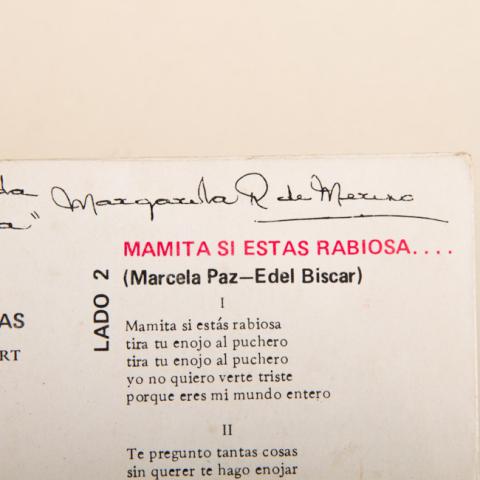 Margarita R de Merino
MAMITA SI ESTAS RABIOSA....
(Marcela Paz—Edel Biscar)
LADO 2
I
Mamita si estás rabiosa
tira tu enojo al puchero
tira tu enojo al puchero
yo no quiero verte triste
porque eres mi mundo entero
II
Te pregunto tantas cosas
sin querer te hago enojar